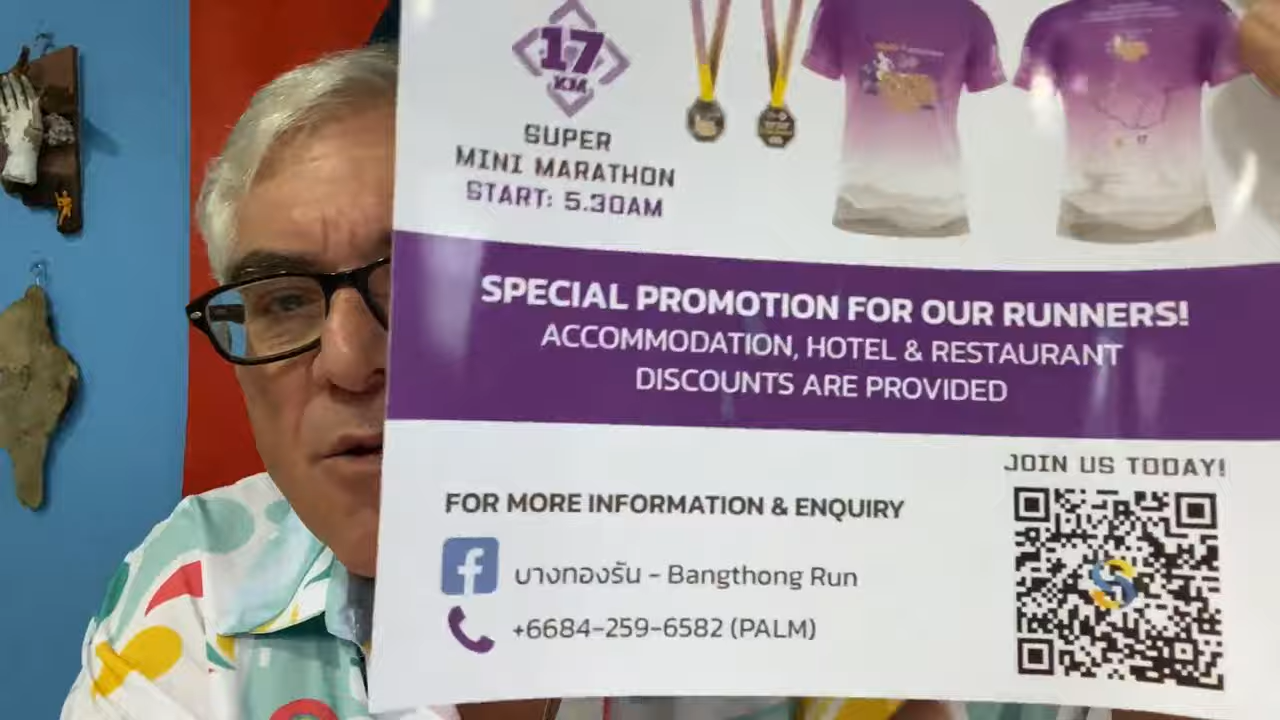 17
KM
SUPER
MINI MARATHON
START: 5.30AM
SPECIAL PROMOTION FOR OUR RUNNERS!
ACCOMMODATION, HOTEL & RESTAURANT
DISCOUNTS ARE PROVIDED
JOIN US TODAY!
FOR MORE INFORMATION & ENQUIRY
บางทองรัน - Bangthong Run
+6684-259-6582 (PALM)